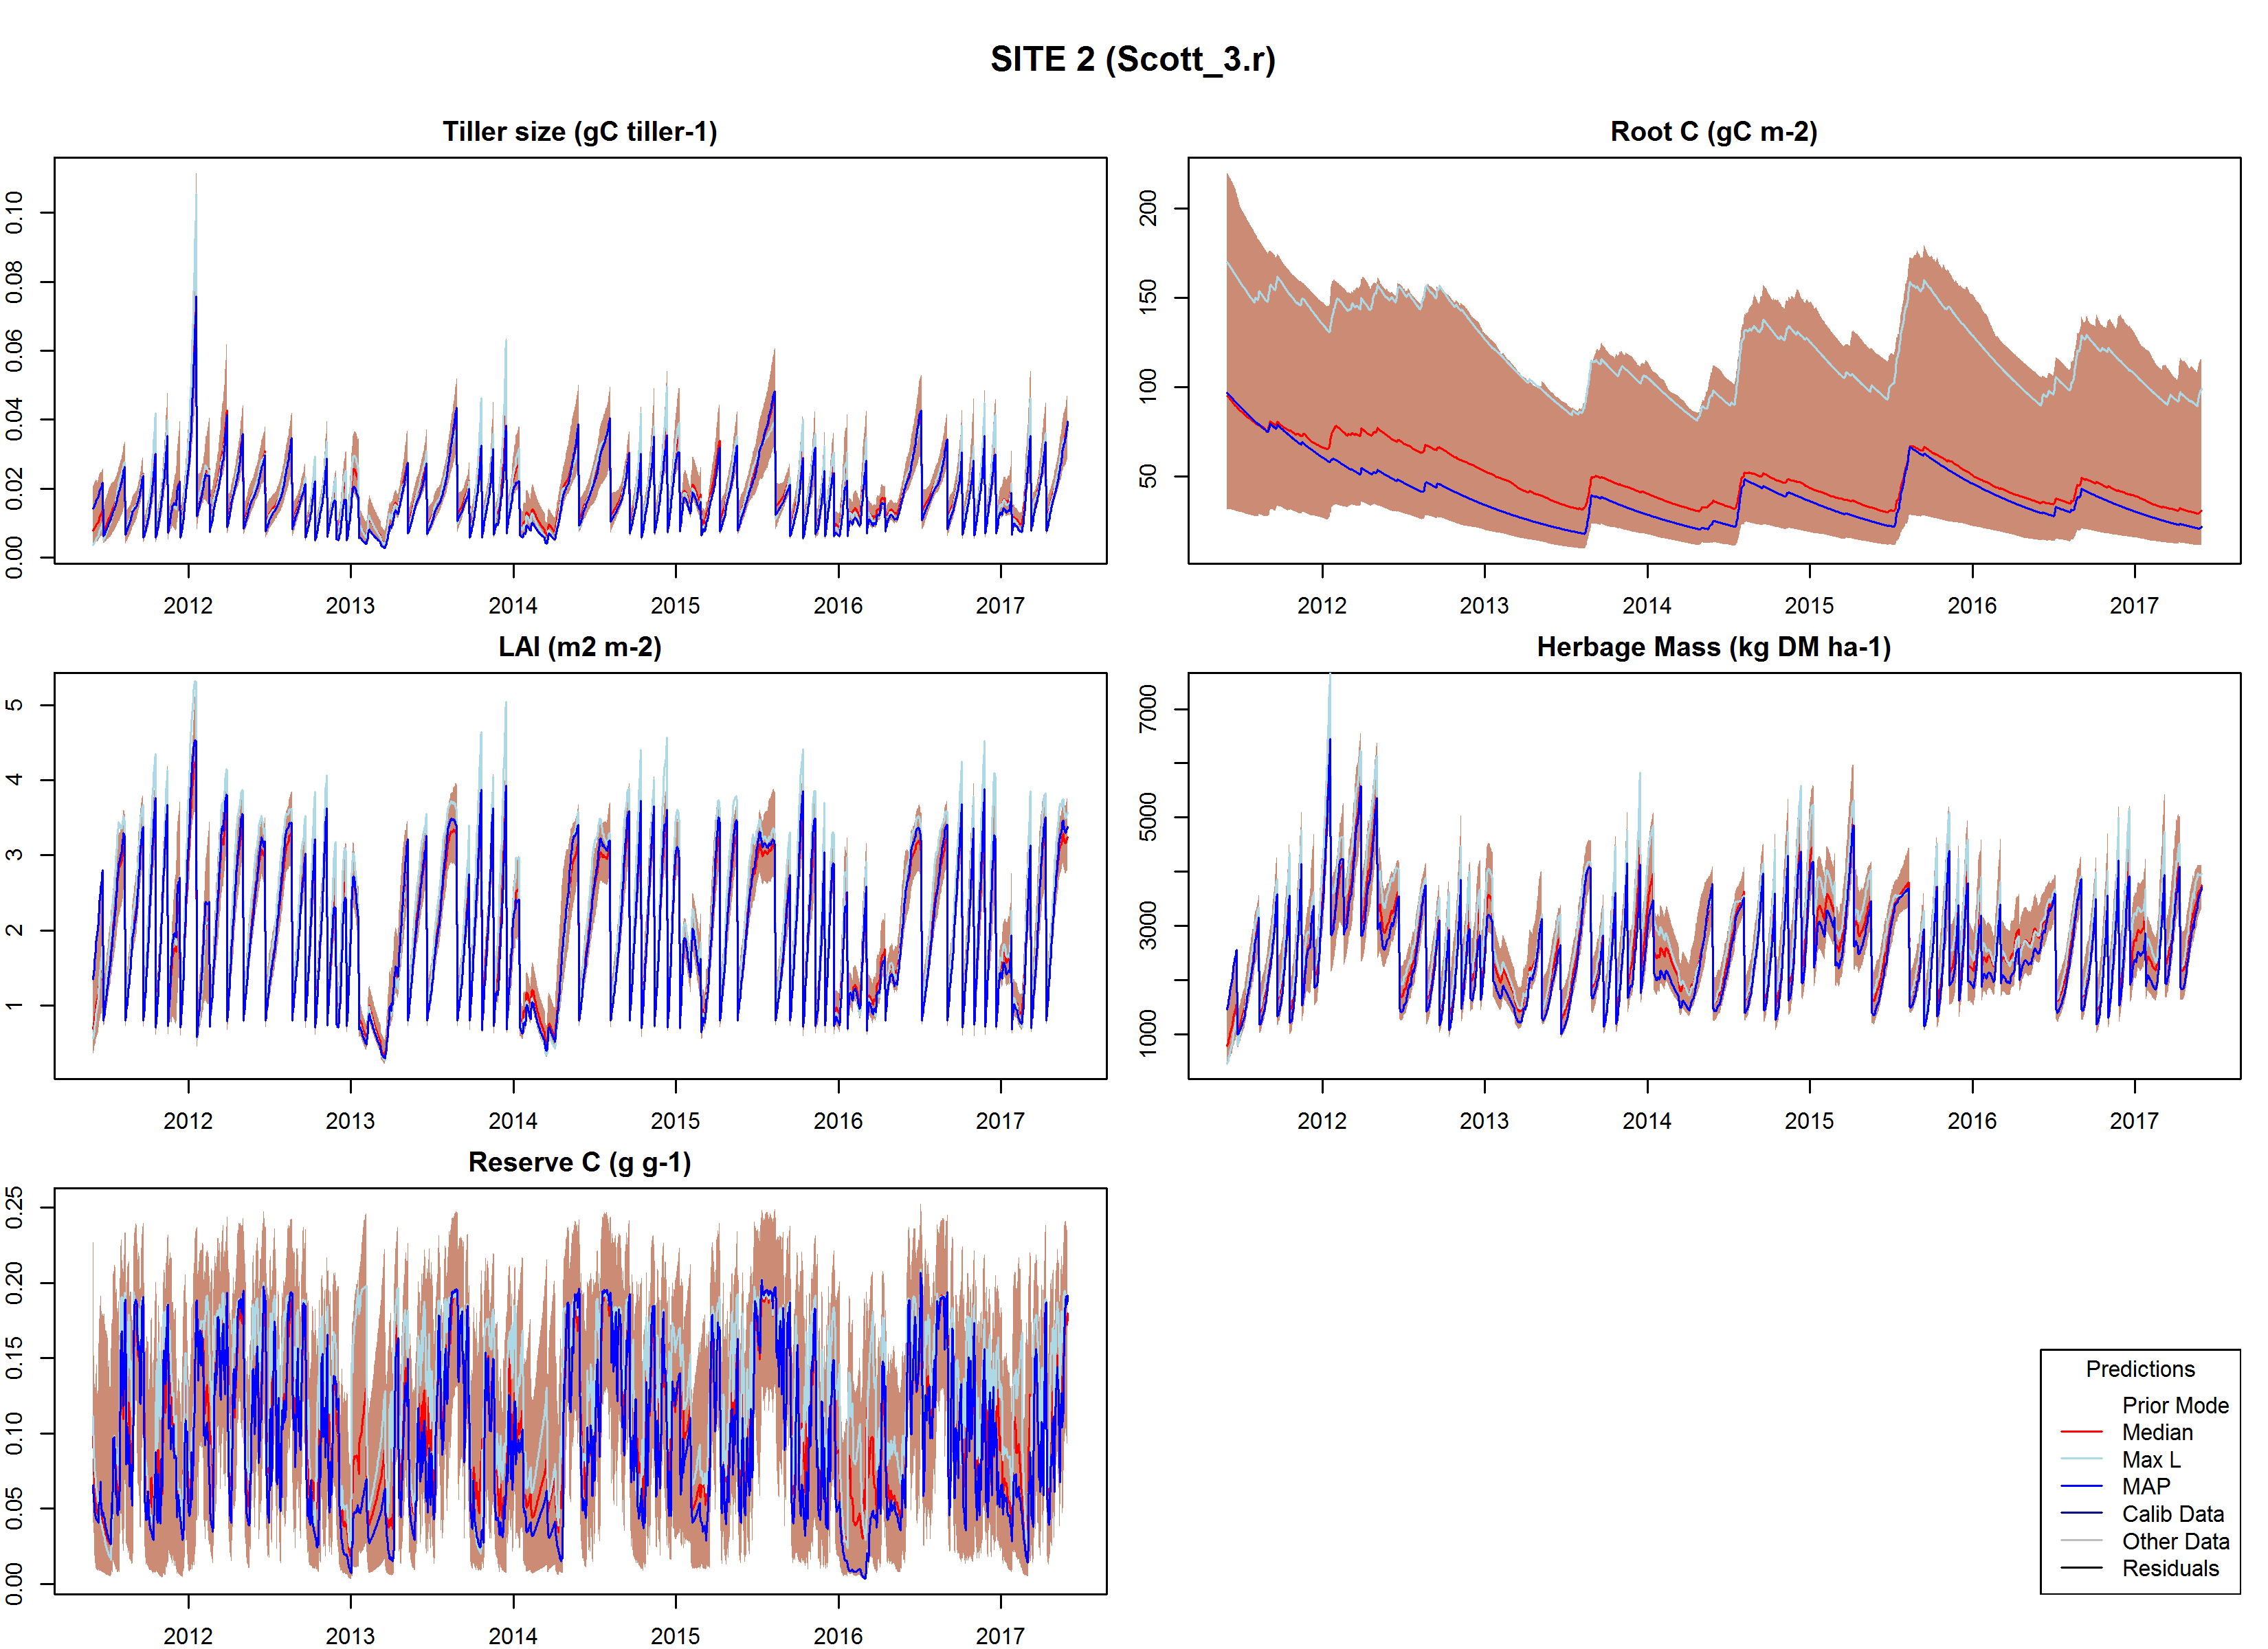 SITE 2 (Scott_3.r)
Tiller size (gC tiller-1)
0.00 0.02 0.04 0.06 0.08 0.10
2012 2013 2014 2015 2016 2017
Root C (gC m-2)
50 100 150 200
2012 2013 2014 2015 2016 2017
LAI (m2 m-2)
1 2 3 4 5
2012 2013 2014 2015 2016 2017
Herbage Mass (kg DM ha-1)
1000 3000 5000 7000
2012 2013 2014 2015 2016 2017
Reserve C (g g-1)
0.00 0.05 0.10 0.15 0.20 0.25
2012 2013 2014 2015 2016 2017
Predictions
Prior Mode
Median
Max L
MAP
Calib Data
Other Data
Residuals